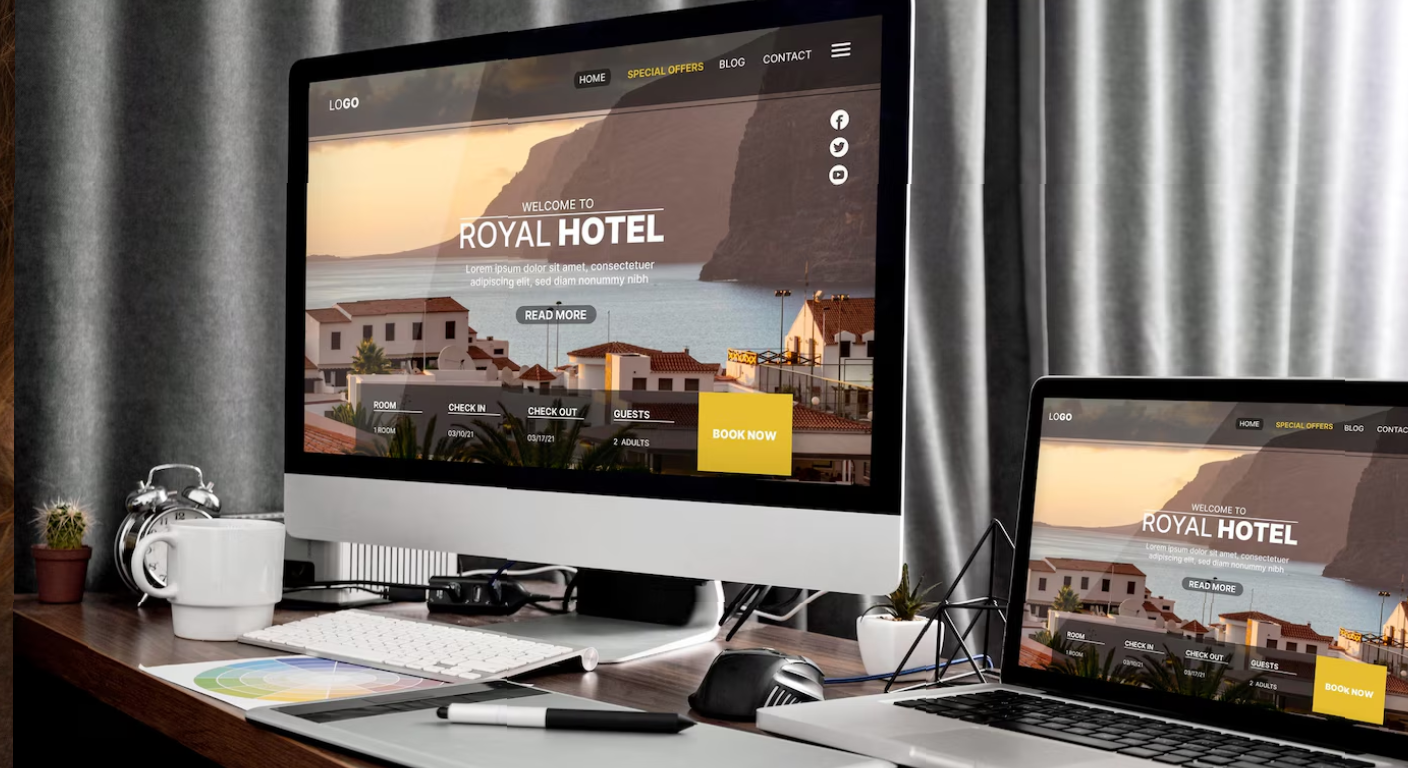 LOGO
HOME SPECIAL OFFERS BLOG CONTACT
WELCOME TO
ROYAL HOTEL
Lorem ipsum dolor sit amet, consectetuer
adipiscing elit, sed diam nonummy nibh
READ MORE
ROOM CHECK IN CHECK OUT GUESTS
1 ROOM 03/10/21 03/17/21 2 ADULTS
BOOK NOW
LOGO
HOME SPECIAL OFFERS BLOG
WELCOME TO
ROYAL HOTEL
Lorem ipsum dolor sit amet, consectetuer
adipiscing elit, sed diam nonummy nibh
READ MORE
ROOM CHECK IN CHECK OUT GUESTS
1 ROOM 03/10/21 03/17/21 2 ADULTS
BOOK NOW